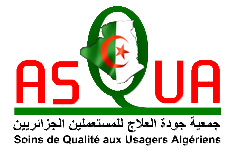 ASQUA
جمعية جودة العلاج للمستعملين الجزائريين
Soins de Qualité aux Usagers Algériens